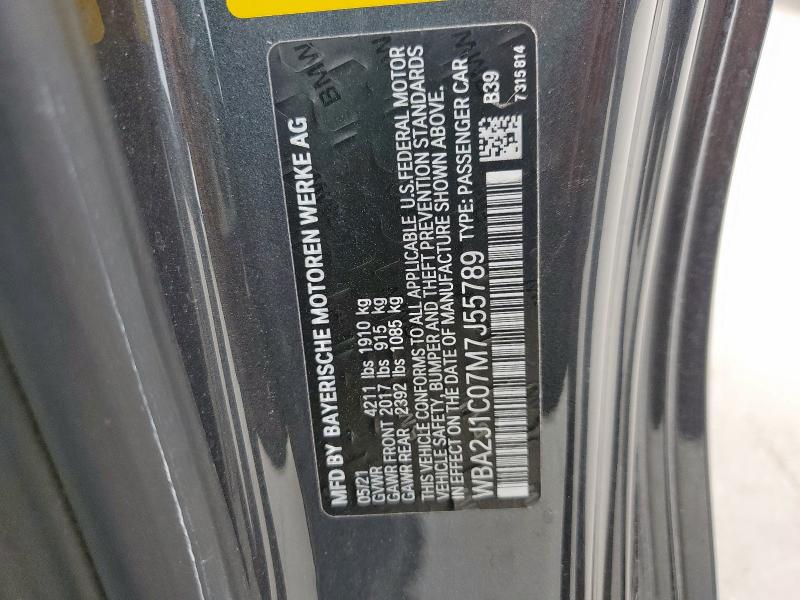 MFD BY BAYERISCHE MOTOREN WERKE AG
05/21
GVWR 4211 lbs 1910 kg
GAWR FRONT 2017 lbs 915 kg
GAWR REAR 2392 lbs 1085 kg
THIS VEHICLE CONFORMS TO ALL APPLICABLE U.S.FEDERAL MOTOR
VEHICLE SAFETY, BUMPER AND THEFT PREVENTION STANDARDS
IN EFFECT ON THE DATE OF MANUFACTURE SHOWN ABOVE.
WBA2J1C07M7J55789 TYPE: PASSENGER CAR
B39
7315814
BMW
BMW